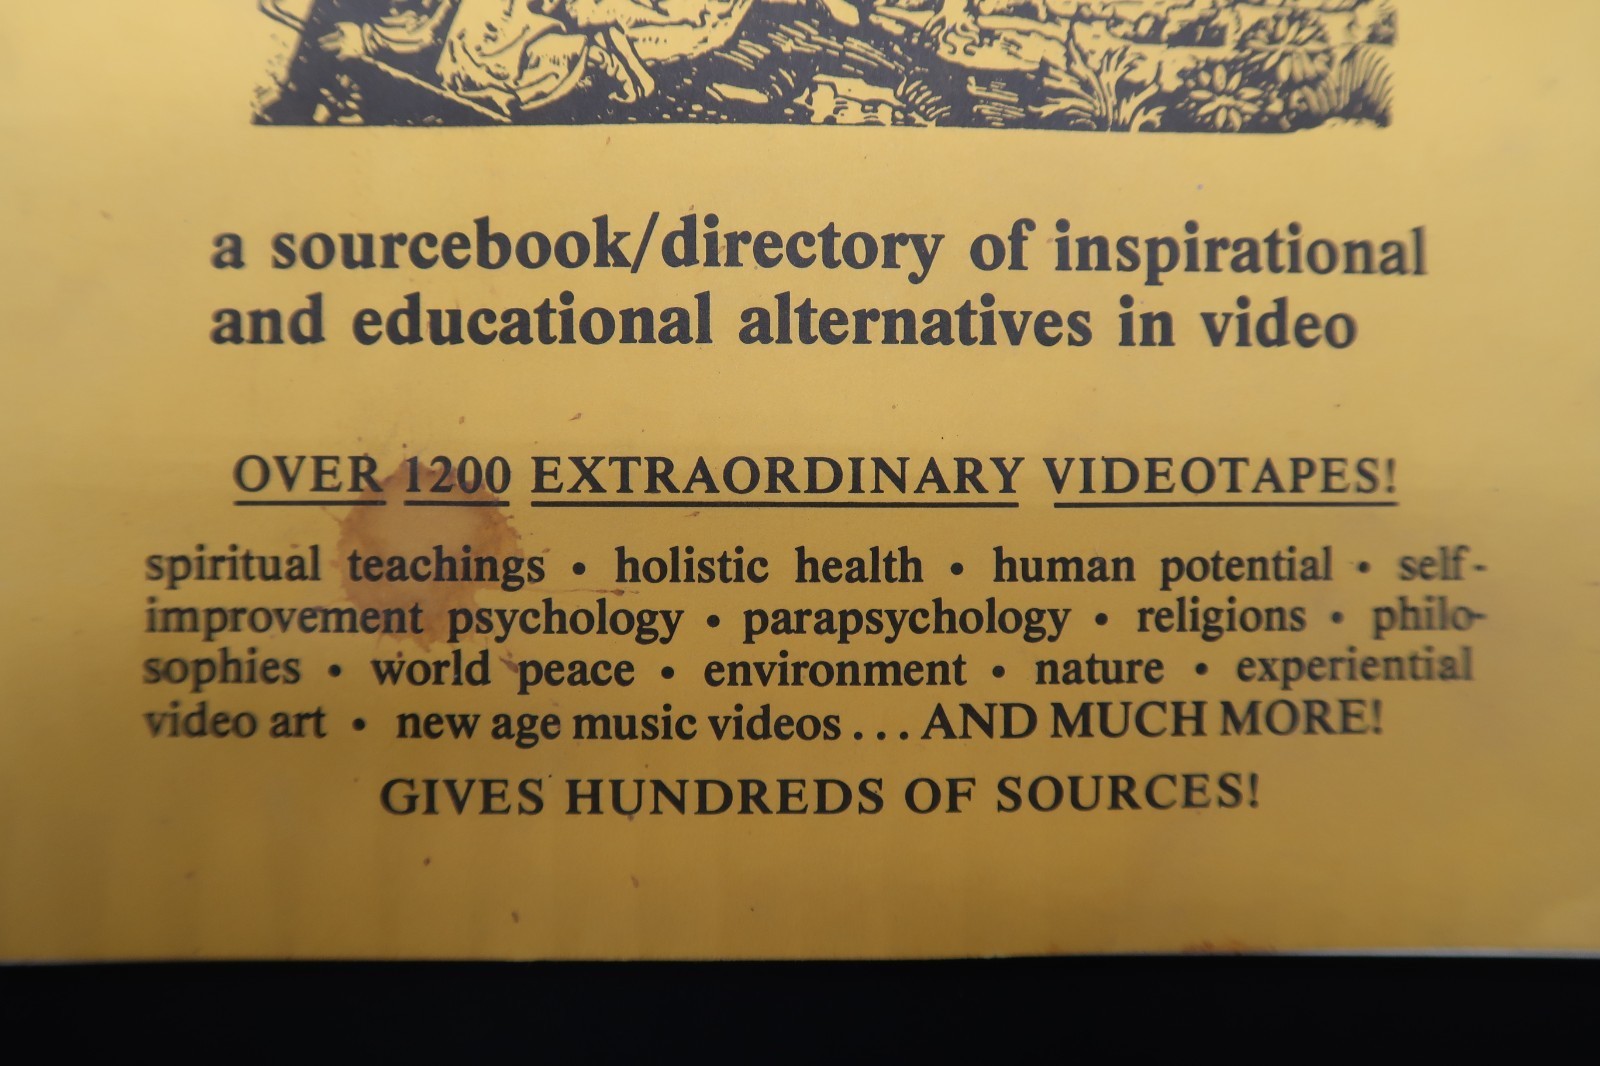 a sourcebook/directory of inspirational
and educational alternatives in video
OVER 1200 EXTRAORDINARY VIDEOTAPES!
spiritual teachings • holistic health • human potential • self-
improvement psychology • parapsychology • religions • philo-
sophies • world peace • environment • nature • experiential
video art • new age music videos . . . AND MUCH MORE!
GIVES HUNDREDS OF SOURCES!